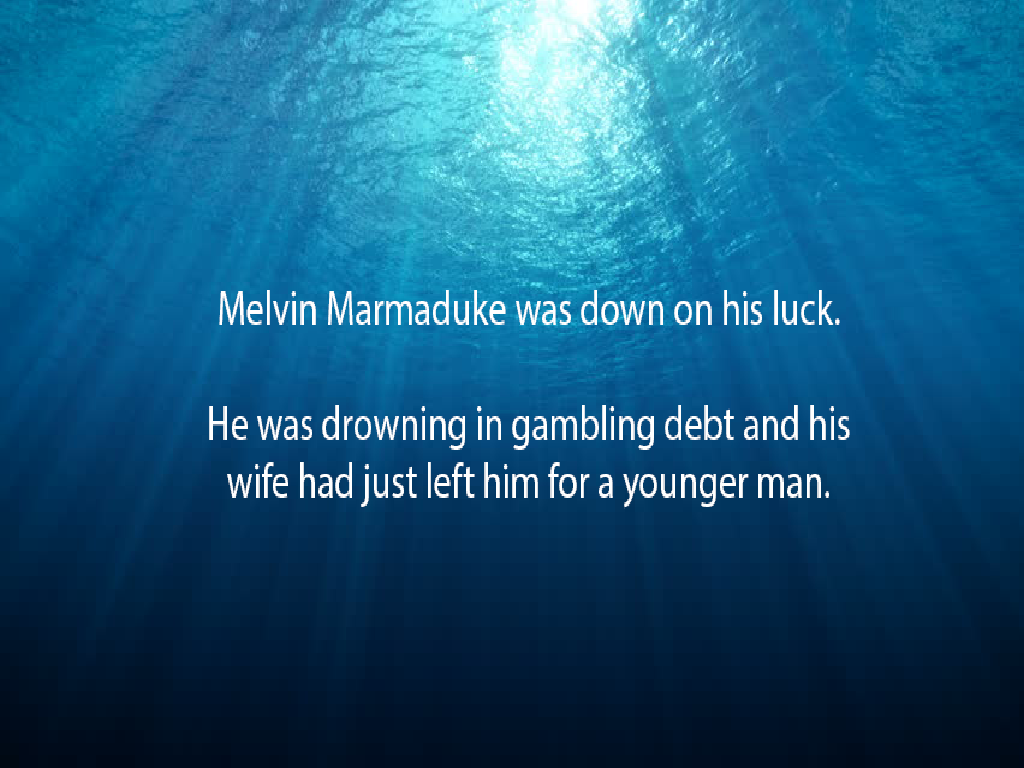 Melvin Marmaduke was down on his luck.
He was drowning in gambling debt and his
wife had just left him for a younger man.